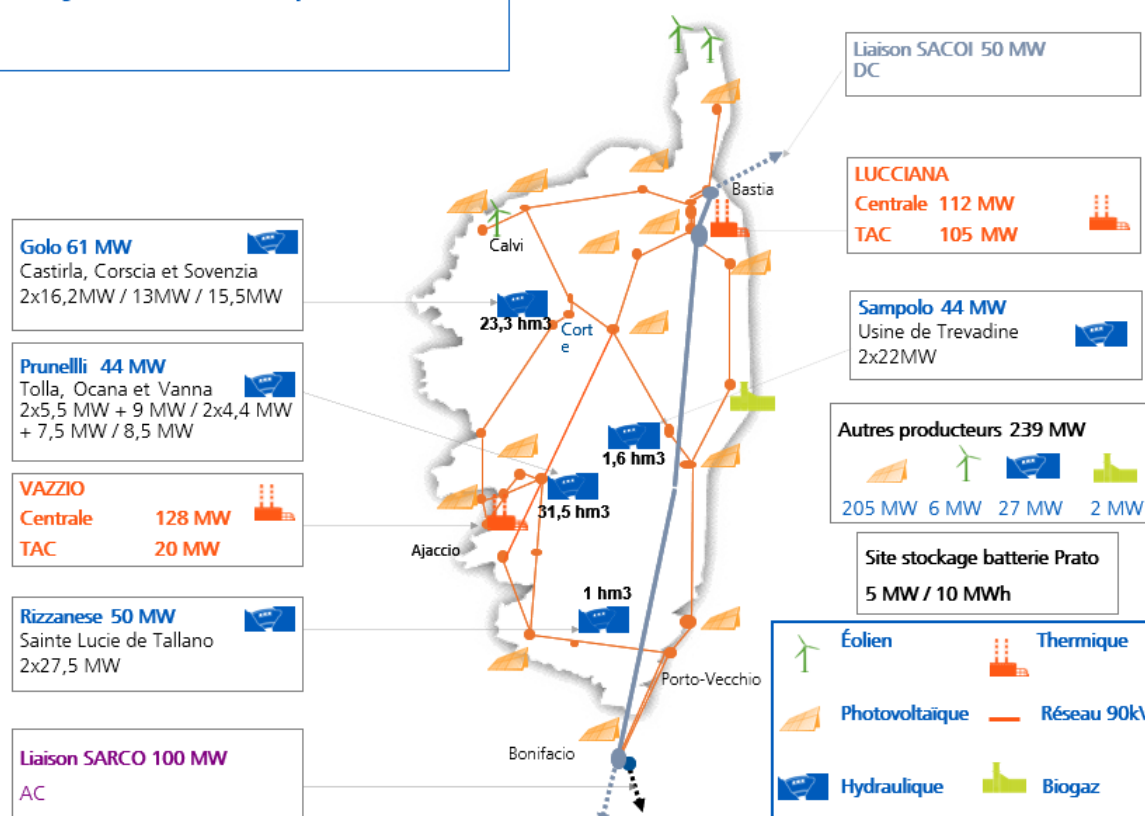 Liaison SACOI 50 MW
DC
Bastia
LUCCIANA
Centrale 112 MW
TAC 105 MW
Calvi
Golo 61 MW
Castirla, Corscia et Sovenzia
2x16,2MW / 13MW / 15,5MW
23,3 hm3
Cort
e
Sampolo 44 MW
Usine de Trevadine
2x22MW
Prunellli 44 MW
Tolla, Ocana et Vanna
2x5,5 MW + 9 MW / 2x4,4 MW
+ 7,5 MW / 8,5 MW
1,6 hm3
Autres producteurs 239 MW
205 MW 6 MW 27 MW 2 MW
VAZZIO
Centrale 128 MW
TAC 20 MW
31,5 hm3
Ajaccio
Site stockage batterie Prato
5 MW / 10 MWh
1 hm3
Rizzanese 50 MW
Sainte Lucie de Tallano
2x27,5 MW
Porto-Vecchio
Éolien
Thermique
Photovoltaïque
Réseau 90kV
Hydraulique
Biogaz
Bonifacio
Liaison SARCO 100 MW
AC